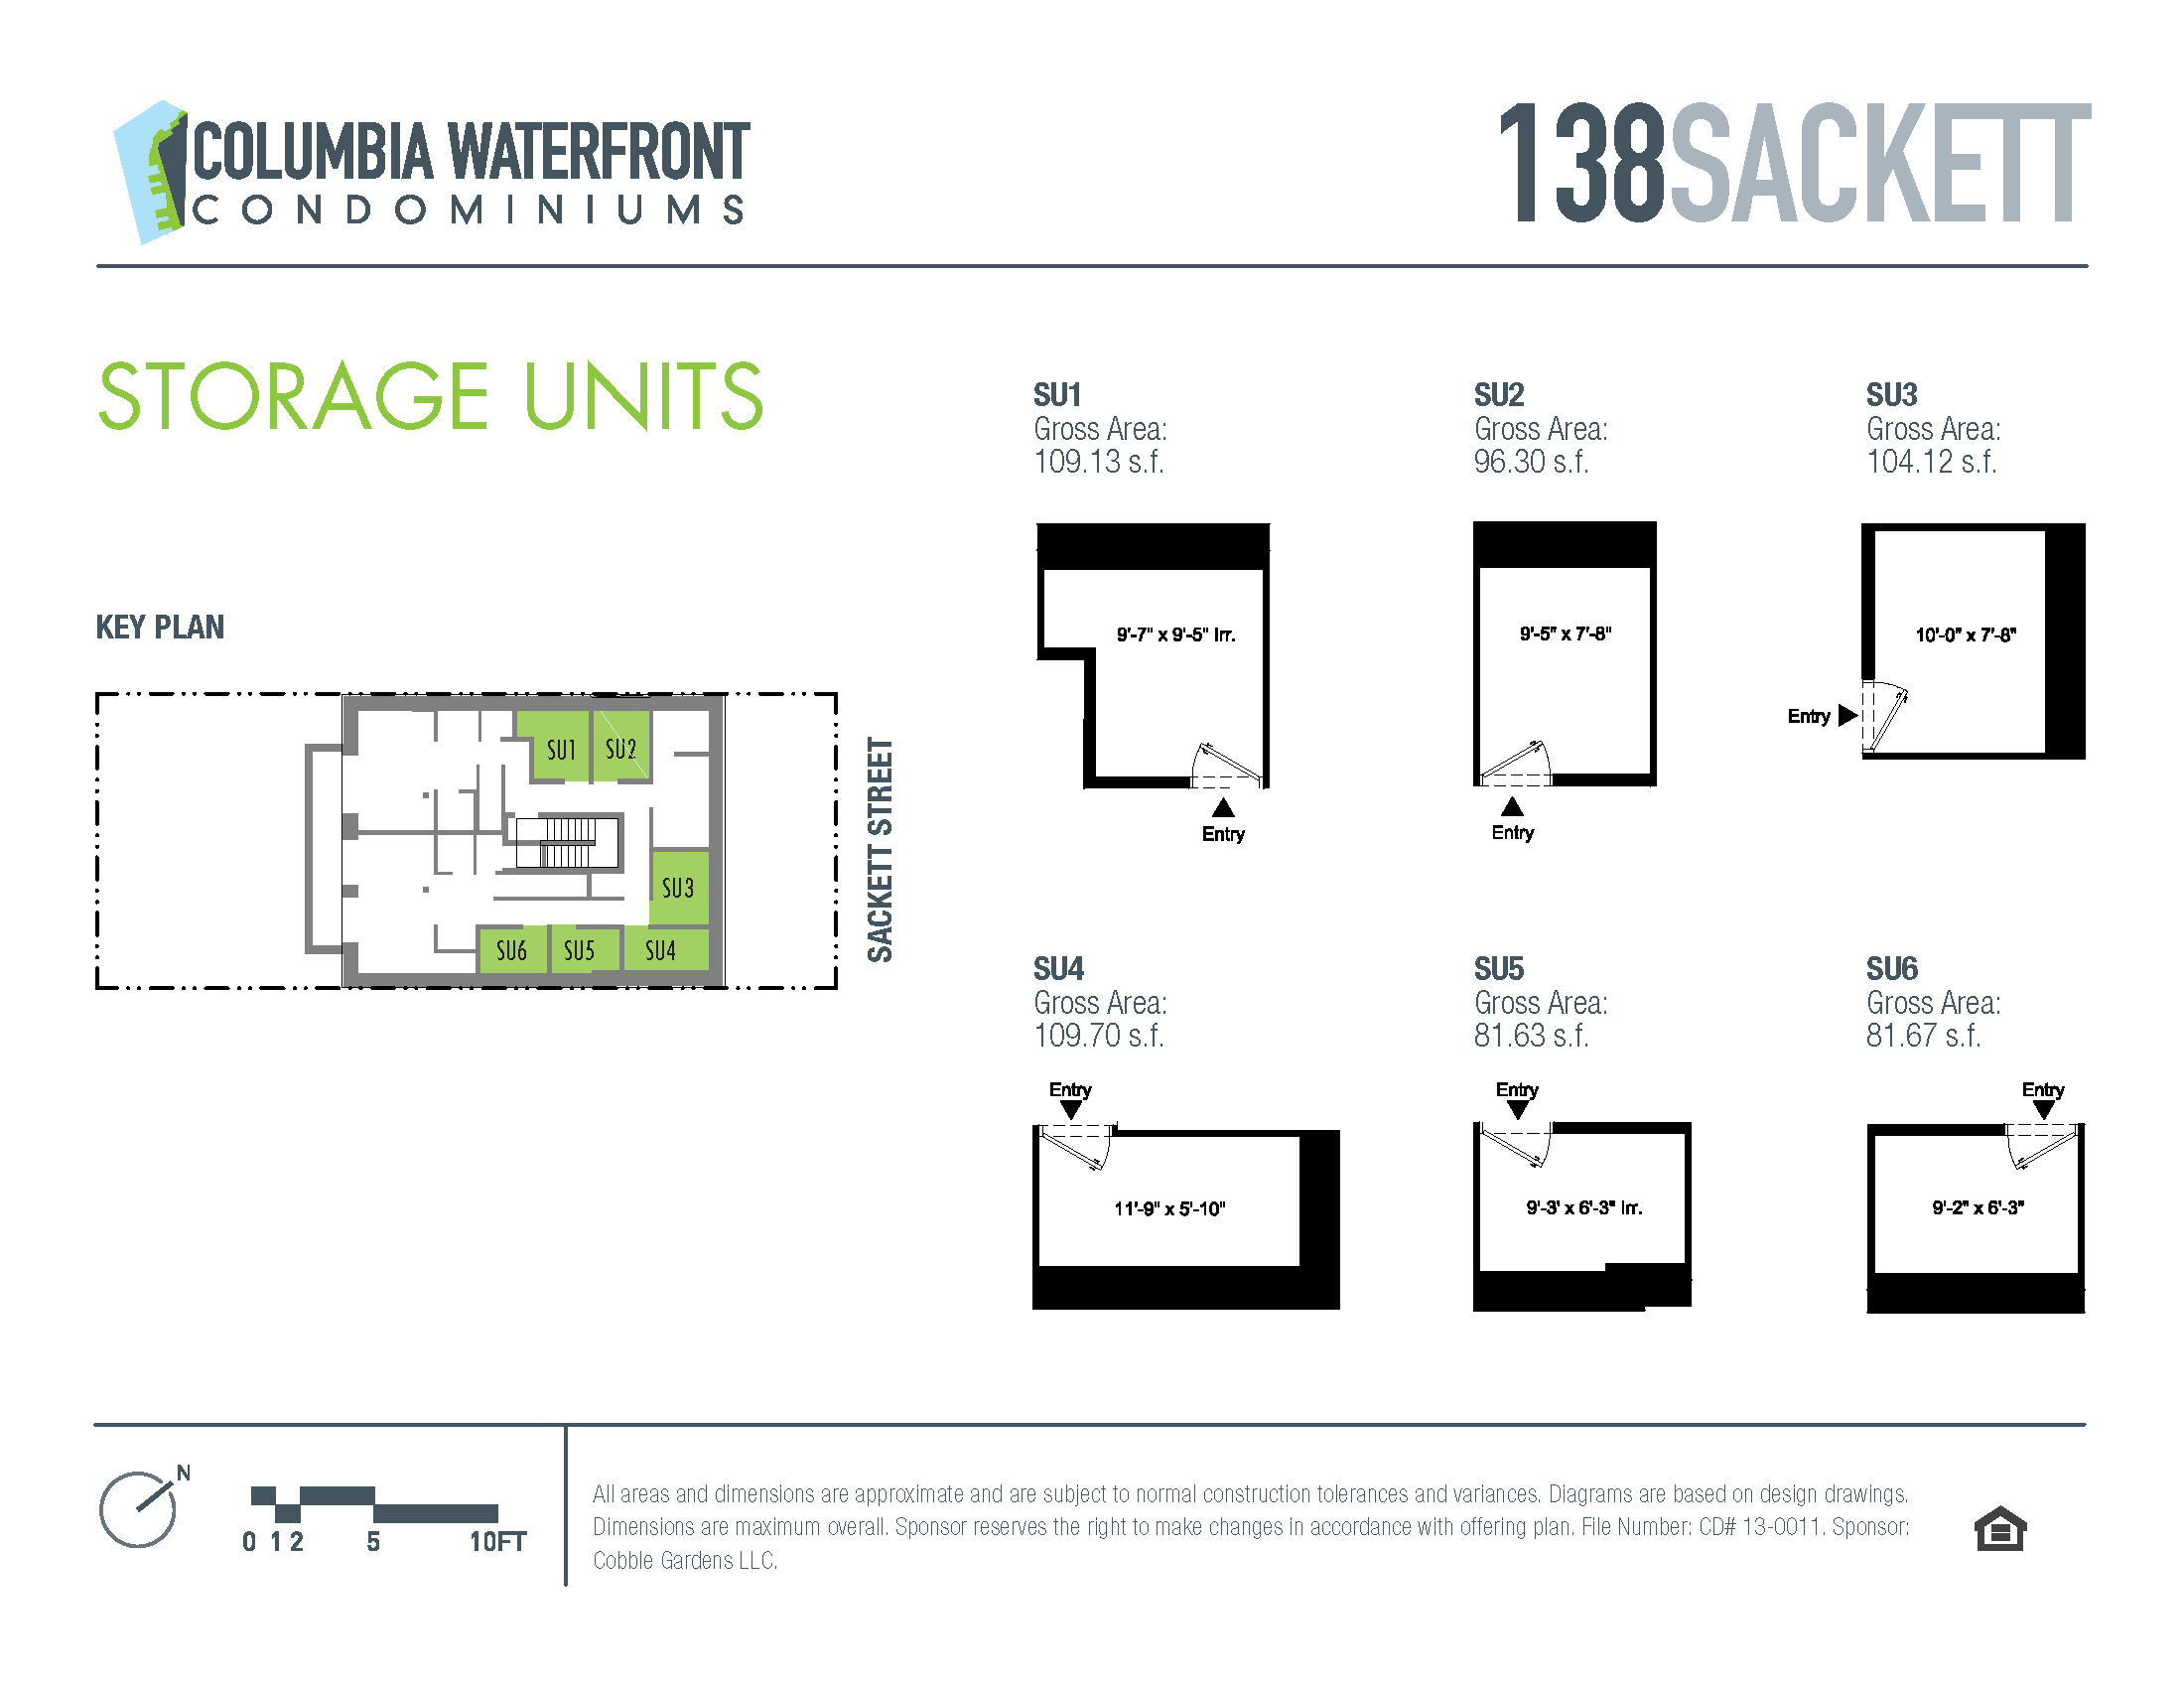 COLUMBIA WATERFRONT
CONDOMINIUMS
138SACKETT
STORAGE UNITS
KEY PLAN
SU1
SU2
SU3
SU6
SU5
SU4
SACKETT STREET
SU1
Gross Area:
109.13 s.f.
9'-7" x 9'-5" Irr.
Entry
SU2
Gross Area:
96.30 s.f.
9'-5" x 7'-8"
Entry
SU3
Gross Area:
104.12 s.f.
10'-0" x 7'-8"
Entry
SU4
Gross Area:
109.70 s.f.
Entry
11'-9" x 5'-10"
SU5
Gross Area:
81.63 s.f.
Entry
9'-3' x 6'-3" Irr.
SU6
Gross Area:
81.67 s.f.
Entry
9'-2" x 6'-3"
N
0 1 2 5 10FT
All areas and dimensions are approximate and are subject to normal construction tolerances and variances. Diagrams are based on design drawings.
Dimensions are maximum overall. Sponsor reserves the right to make changes in accordance with offering plan. File Number: CD# 13-0011. Sponsor:
Cobble Gardens LLC.